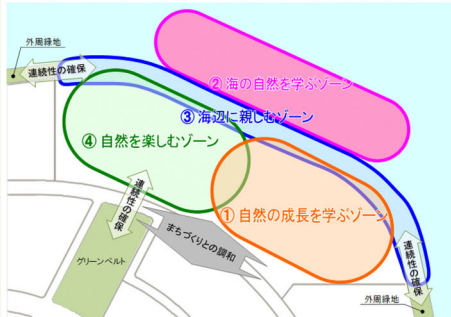 外周緑地
連続性の確保
② 海の自然を学ぶゾーン
③ 海辺に親しむゾーン
④ 自然を楽しむゾーン
連続性の確保
① 自然の成長を学ぶゾーン
まちづくりとの調和
連続性の確保
グリーンベルト
外周緑地